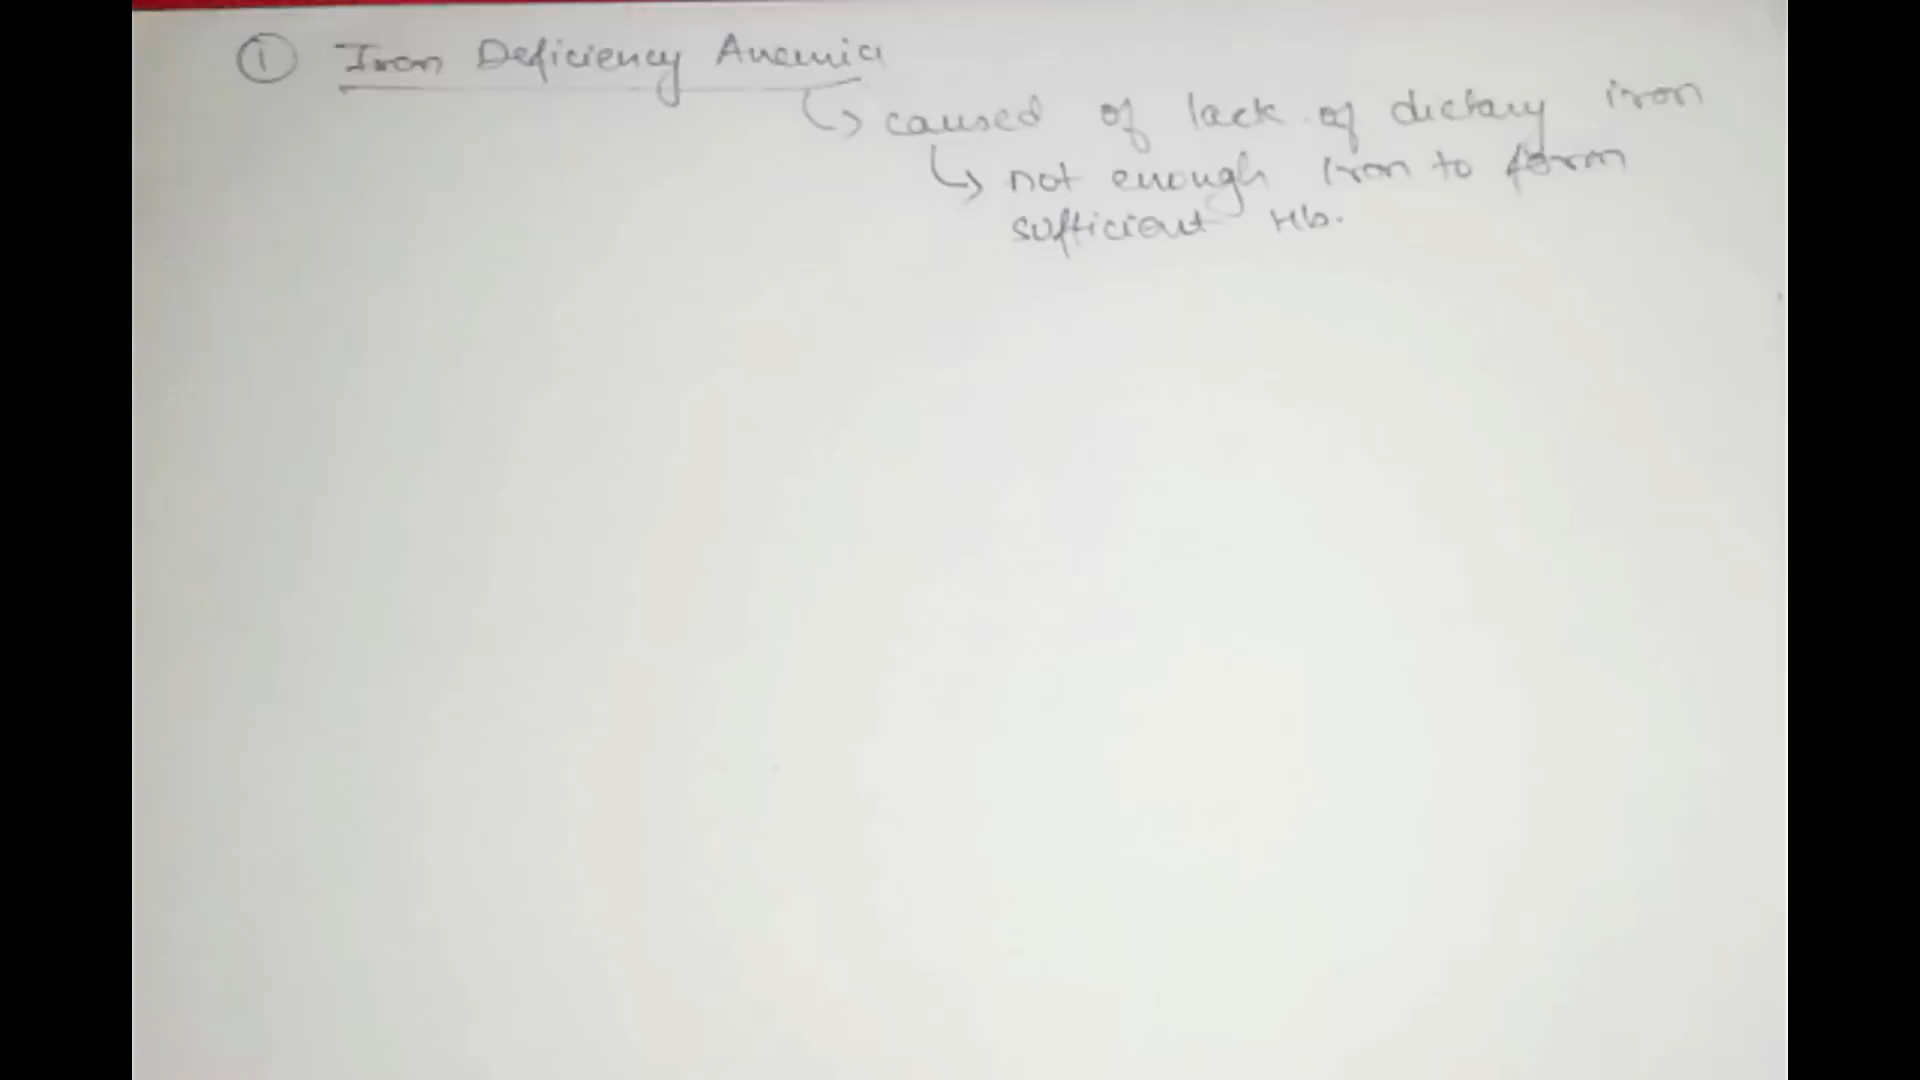 ① Iron Deficiency Anemia
↳ caused of lack of dietary iron
↳ not enough Iron to form
sufficient Hb.